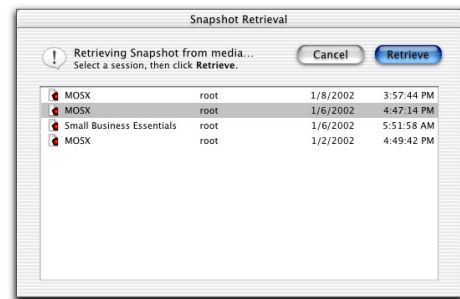 Snapshot Retrieval
Retrieving Snapshot from media...
Select a session, then click Retrieve.
Cancel
Retrieve
MOSX root 1/8/2002 3:57:44 PM
MOSX root 1/6/2002 4:47:14 PM
Small Business Essentials root 1/6/2002 5:51:58 AM
MOSX root 1/2/2002 4:49:42 PM